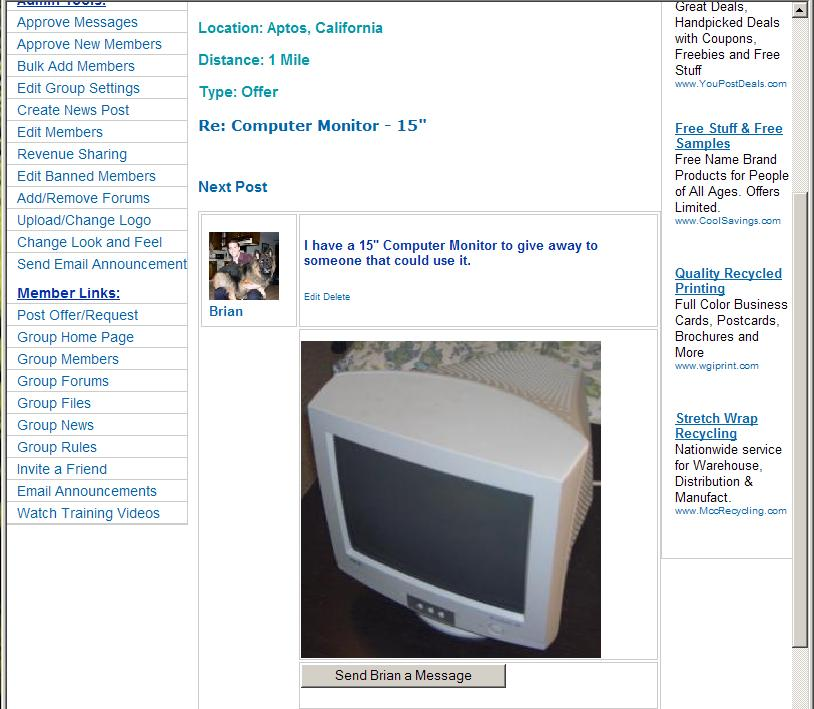 Admin Tools:
Approve Messages
Approve New Members
Bulk Add Members
Edit Group Settings
Create News Post
Edit Members
Revenue Sharing
Edit Banned Members
Add/Remove Forums
Upload/Change Logo
Change Look and Feel
Send Email Announcement
Member Links:
Post Offer/Request
Group Home Page
Group Members
Group Forums
Group Files
Group News
Group Rules
Invite a Friend
Email Announcements
Watch Training Videos
Location: Aptos, California
Distance: 1 Mile
Type: Offer
Re: Computer Monitor - 15"
Next Post
Brian
I have a 15" Computer Monitor to give away to
someone that could use it.
Edit Delete
Send Brian a Message
Great Deals,
Handpicked Deals
with Coupons,
Freebies and Free
Stuff
www.YouPostDeals.com
Free Stuff & Free
Samples
Free Name Brand
Products for People
of All Ages. Offers
Limited.
www.CoolSavings.com
Quality Recycled
Printing
Full Color Business
Cards, Postcards,
Brochures and
More
www.wgiprint.com
Stretch Wrap
Recycling
Nationwide service
for Warehouse,
Distribution &
Manufact.
www.MccRecycling.com